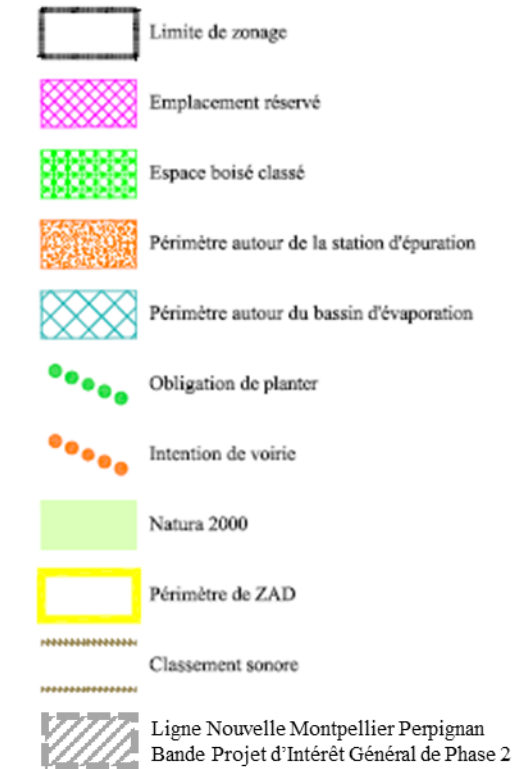 Limite de zonage
Emplacement réservé
Espace boisé classé
Périmètre autour de la station d'épuration
Périmètre autour du bassin d'évaporation
Obligation de planter
Intention de voirie
Natura 2000
Périmètre de ZAD
Classement sonore
Ligne Nouvelle Montpellier Perpignan
Bande Projet d’Intérêt Général de Phase 2